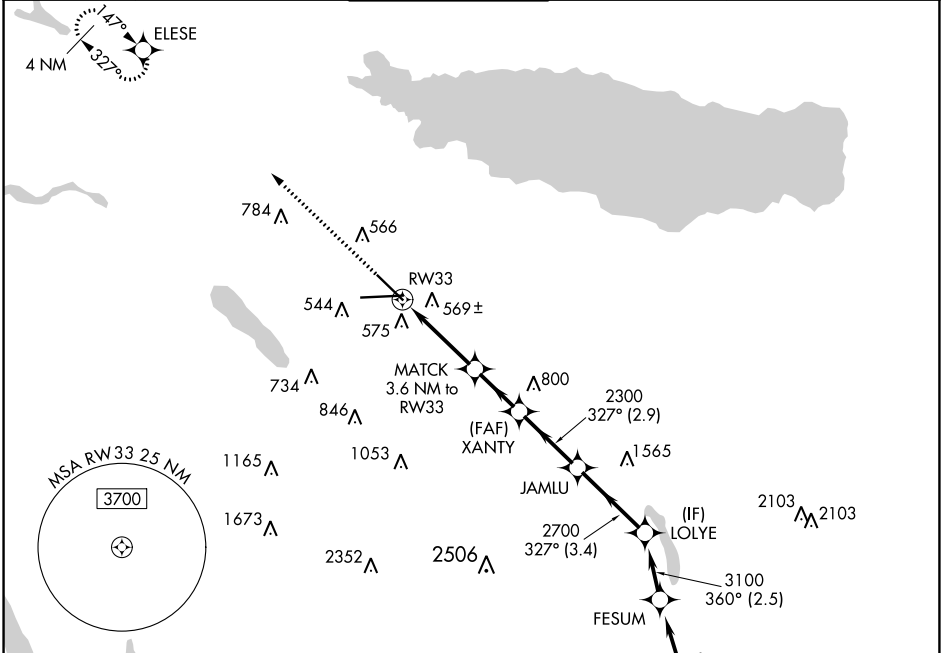 147°
ELESE
4 NM
327°
784
566
RW33
544
569±
575
MATCK
3.6 NM to
RW33
800
734
2300
327° (2.9)
846
(FAF)
XANTY
1053
1565
1165
JAMLU
MSA RW33 25 NM
3700
2103
2103
(IF)
LOLYE
1673
2700
327° (3.4)
2352
2506
3100
360° (2.5)
FESUM